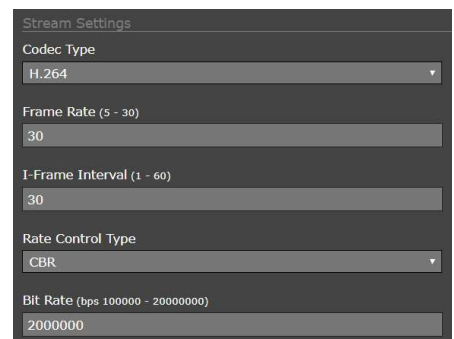 Stream Settings
Codec Type
H.264
Frame Rate (5 - 30)
30
I-Frame Interval (1 - 60)
30
Rate Control Type
CBR
Bit Rate (bps 100000 - 20000000)
2000000